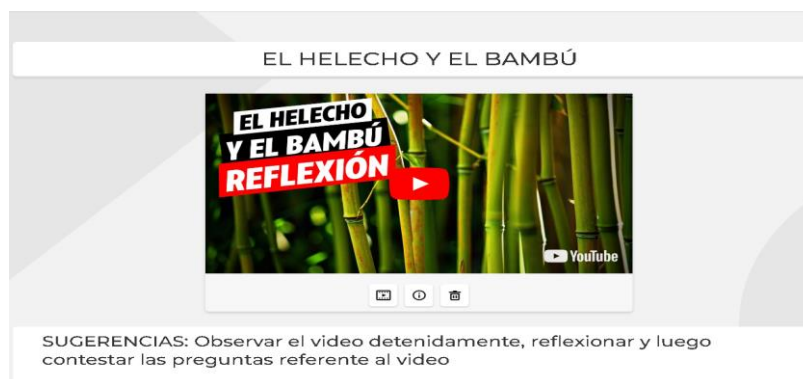 EL HELECHO Y EL BAMBÚ
EL HELECHO
Y EL BAMBÚ
REFLEXIÓN
YouTube
SUGERENCIAS: Observar el video detenidamente, reflexionar y luego
contestar las preguntas referente al video